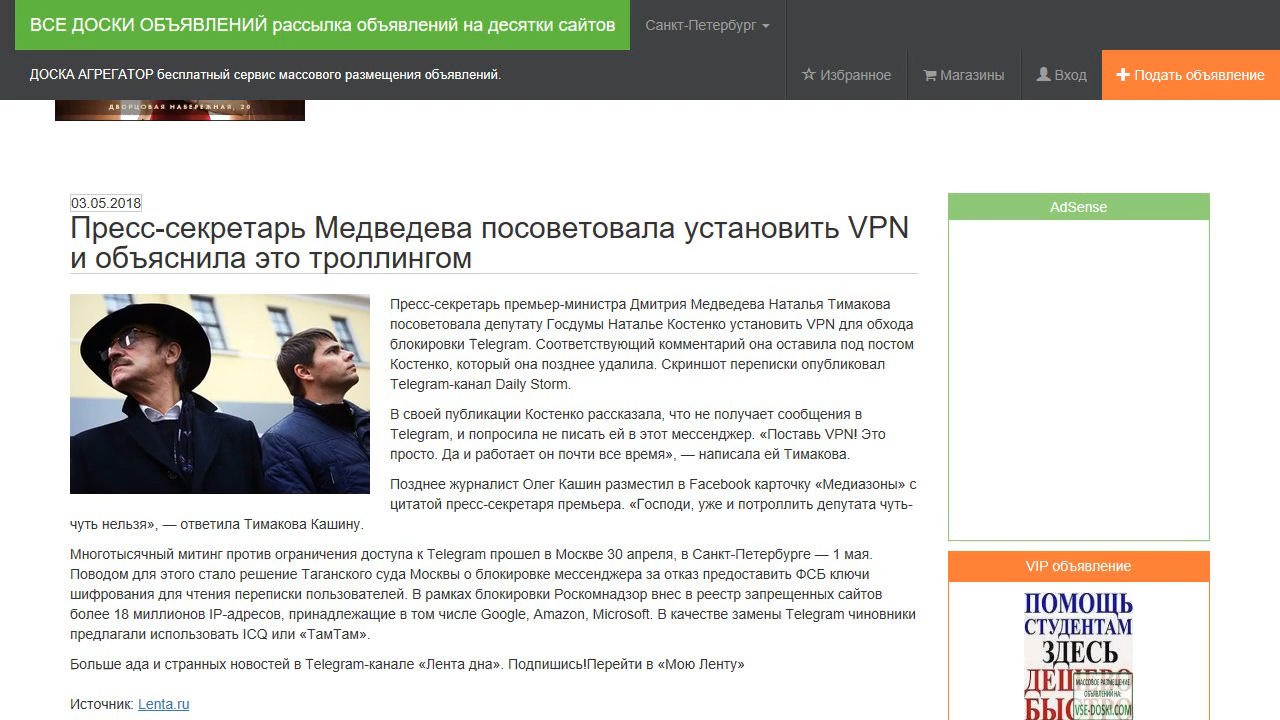 ВСЕ ДОСКИ ОБЪЯВЛЕНИЙ рассылка объявлений на десятки сайтов
Санкт-Петербург
ДОСКА АГРЕГАТОР бесплатный сервис массового размещения объявлений.
Избранное
Магазины
Вход
Подать объявление
ДВОРЦОВАЯ НАБЕРЕЖНАЯ, 20
03.05.2018
Пресс-секретарь Медведева посоветовала установить VPN
и объяснила это троллингом
Пресс-секретарь премьер-министра Дмитрия Медведева Наталья Тимакова
посоветовала депутату Госдумы Наталье Костенко установить VPN для обхода
блокировки Telegram. Соответствующий комментарий она оставила под постом
Костенко, который она позднее удалила. Скриншот переписки опубликовал
Telegram-канал Daily Storm.
В своей публикации Костенко рассказала, что не получает сообщения в
Telegram, и попросила не писать ей в этот мессенджер. «Поставь VPN! Это
просто. Да и работает он почти все время», — написала ей Тимакова.
Позднее журналист Олег Кашин разместил в Facebook карточку «Медиазоны» с
цитатой пресс-секретаря премьера. «Господи, уже и потроллить депутата чуть-
чуть нельзя», — ответила Тимакова Кашину.
Многотысячный митинг против ограничения доступа к Telegram прошел в Москве 30 апреля, в Санкт-Петербурге — 1 мая.
Поводом для этого стало решение Таганского суда Москвы о блокировке мессенджера за отказ предоставить ФСБ ключи
шифрования для чтения переписки пользователей. В рамках блокировки Роскомнадзор внес в реестр запрещенных сайтов
более 18 миллионов IP-адресов, принадлежащие в том числе Google, Amazon, Microsoft. В качестве замены Telegram чиновники
предлагали использовать ICQ или «ТамТам».
Больше ада и странных новостей в Telegram-канале «Лента дна». Подпишись!Перейти в «Мою Ленту»
Источник: Lenta.ru
AdSense
VIP объявление
ПОМОЩЬ
СТУДЕНТАМ
ЗДЕСЬ
ДЕШЕВО
БЫСТРО
МАССОВОЕ РАЗМЕЩЕНИЕ
ОБЪЯВЛЕНИЙ НА:
VSE-DOSKI.COM